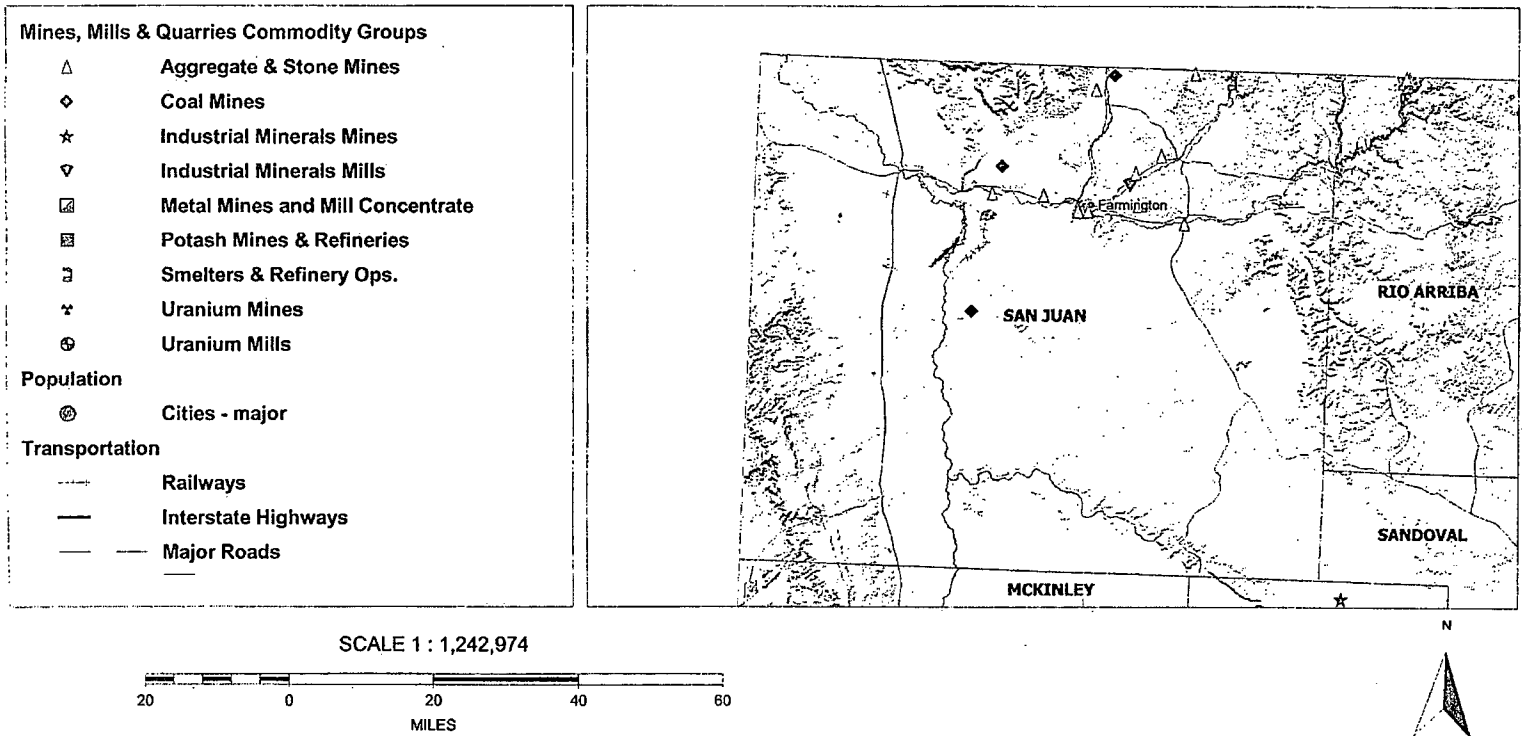 Mines, Mills & Quarries Commodity Groups
Aggregate & Stone Mines
Coal Mines
Industrial Minerals Mines
Industrial Minerals Mills
Metal Mines and Mill Concentrate
Potash Mines & Refineries
Smelters & Refinery Ops.
Uranium Mines
Uranium Mills
Population
Cities - major
Transportation
Railways
Interstate Highways
Major Roads
Farmington
RIO ARRIBA
SAN JUAN
SANDOVAL
MCKINLEY
SCALE 1 : 1,242,974
20 0 20 40 60
MILES
N